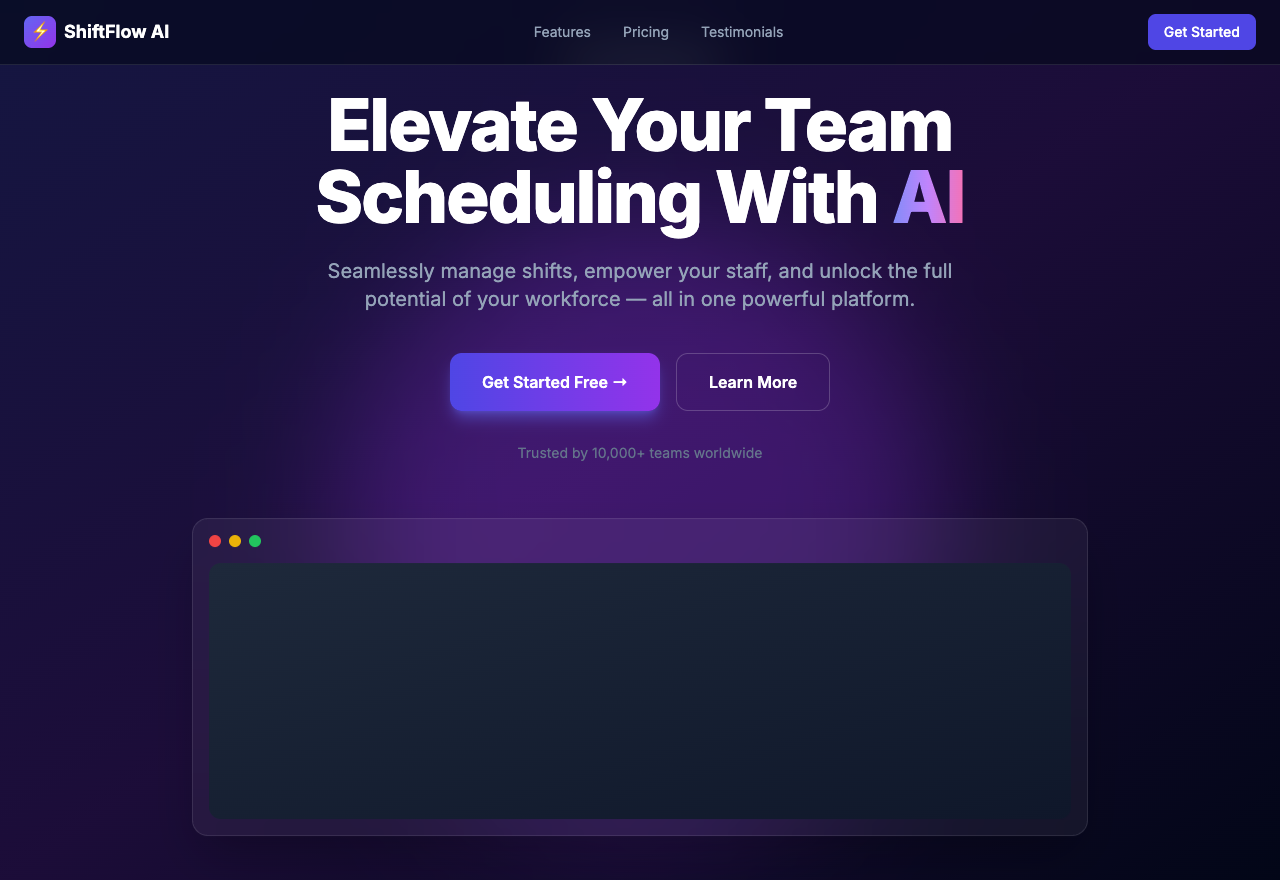 ⚡ ShiftFlow AI
Features
Pricing
Testimonials
Get Started
Elevate Your Team
Scheduling With AI
Seamlessly manage shifts, empower your staff, and unlock the full
potential of your workforce — all in one powerful platform.
Get Started Free →
Learn More
Trusted by 10,000+ teams worldwide